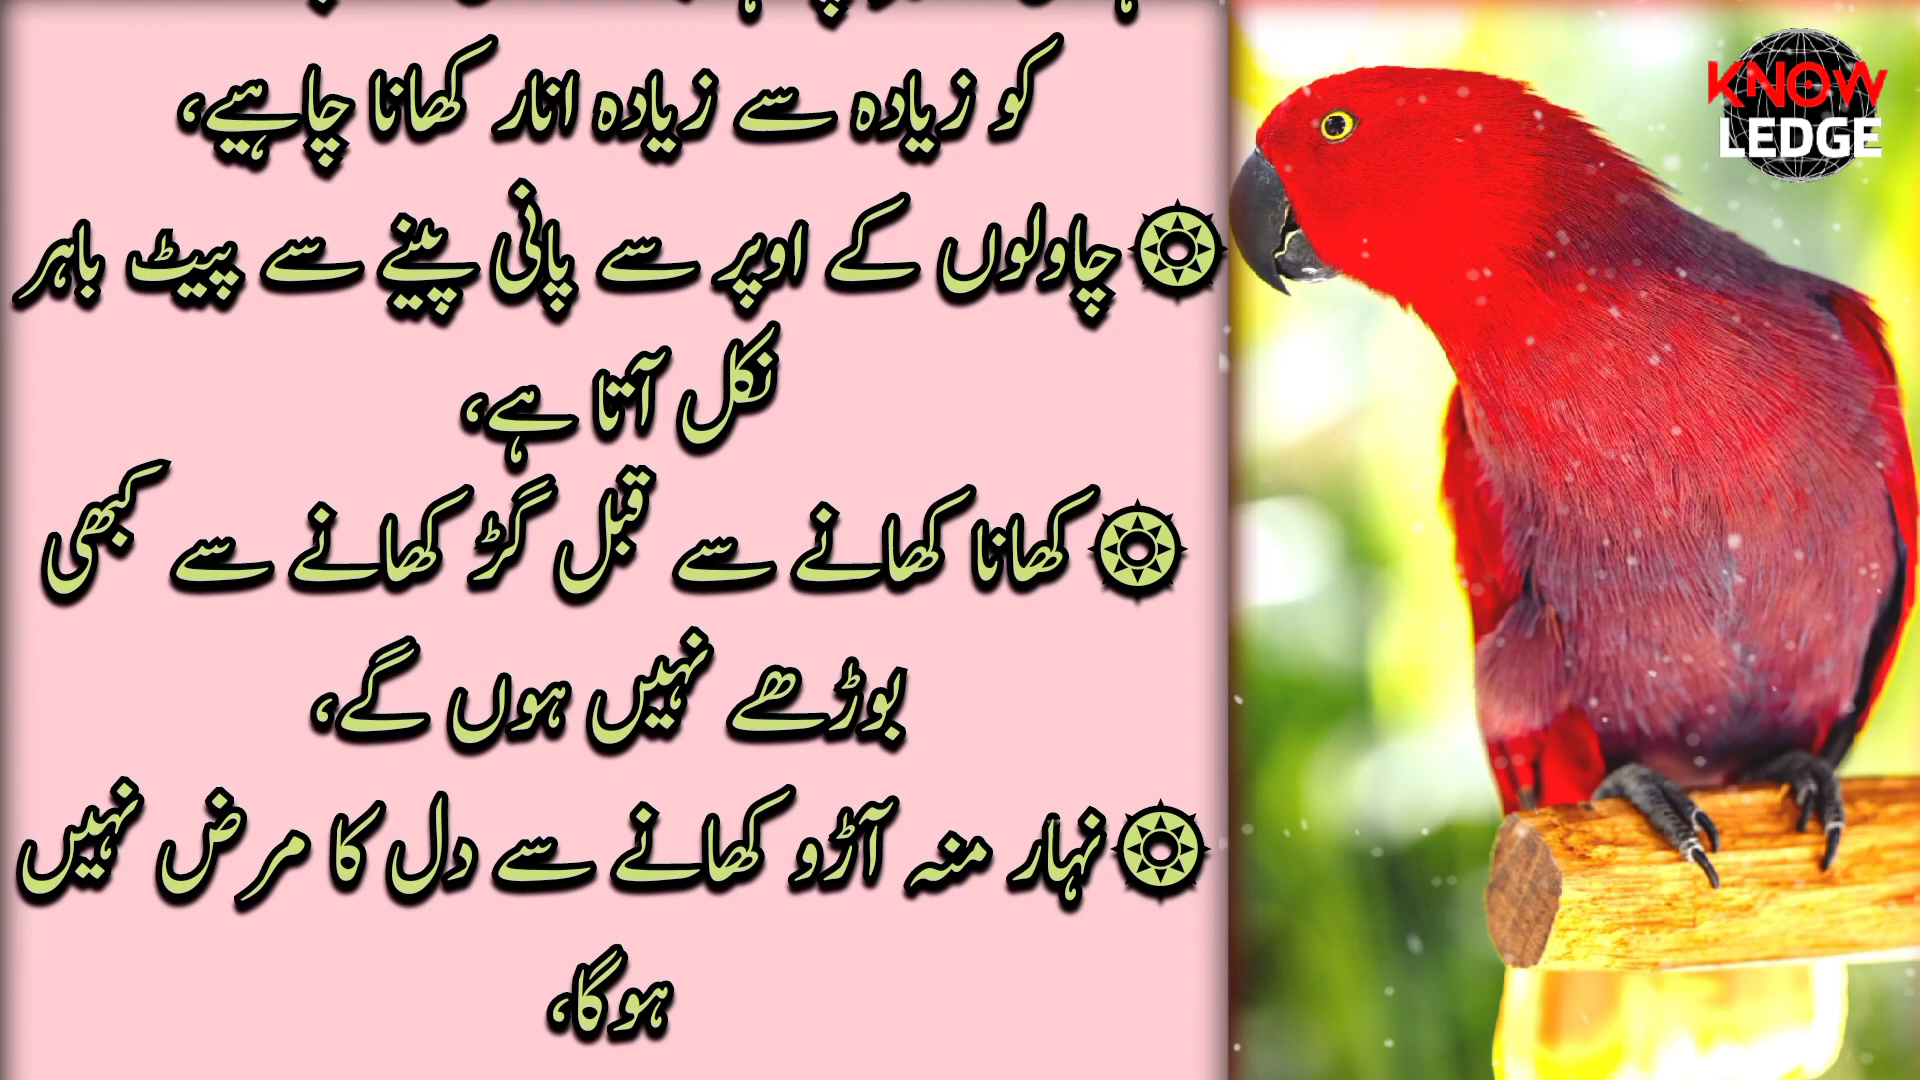 کو زیادہ سے زیادہ انار کھانا چاہیے،
چاولوں کے اوپر سے پانی پینے سے پیٹ باہر
نکل آتا ہے،
کھانا کھانے سے قبل گڑ کھانے سے کبھی
بوڑھے نہیں ہوں گے،
نہار منہ آڑو کھانے سے دل کا مرض نہیں
ہوگا،
KNOW
LEDGE